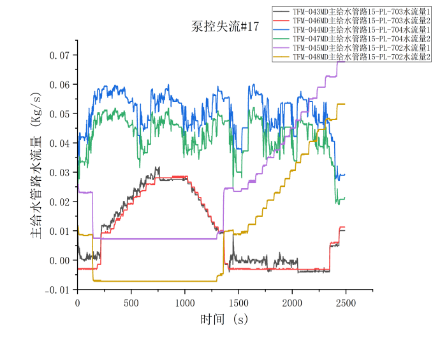 泵控失流#17
TFM-043MD主给水管路15-PL-703水流量1
TFM-046MD主给水管路15-PL-703水流量2
TFM-044MD主给水管路15-PL-704水流量1
TFM-047MD主给水管路15-PL-704水流量2
TFM-045MD主给水管路15-PL-702水流量1
TFM-048MD主给水管路15-PL-702水流量2
主给水管路水流量 (Kg/s)
0.07
0.06
0.05
0.04
0.03
0.02
0.01
0.00
-0.01
0 500 1000 1500 2000 2500
时间 (s)